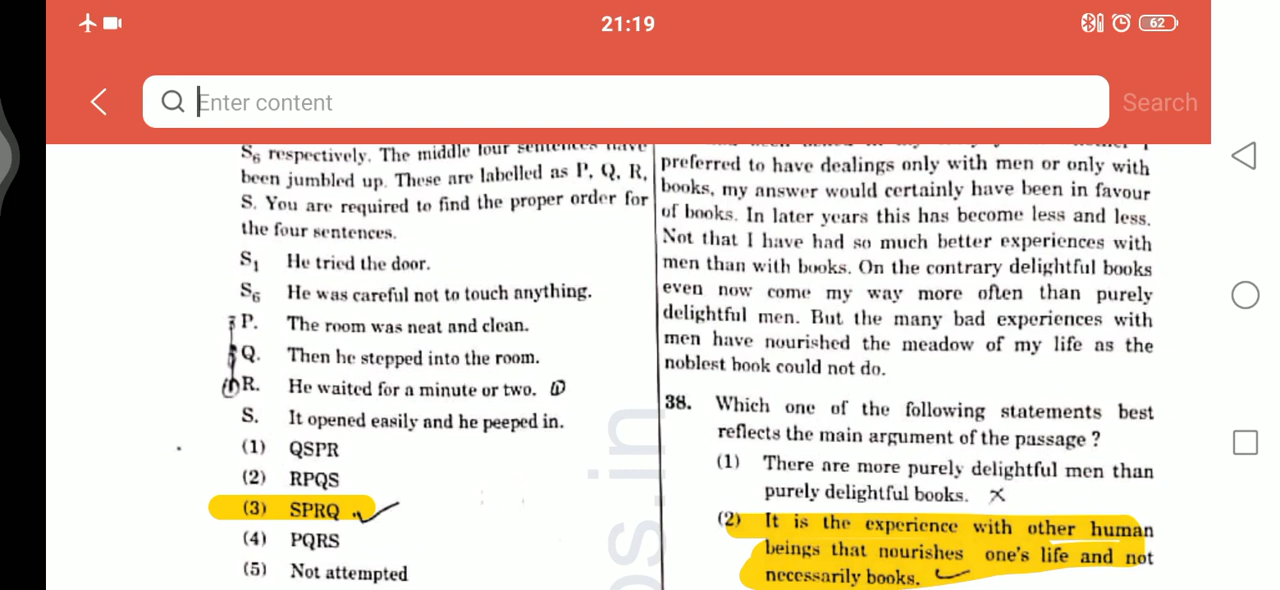 21:19
62
Enter content
Search
S6 respectively. The middle four sentences have
been jumbled up. These are labelled as P, Q, R,
S. You are required to find the proper order for
the four sentences.
S1 He tried the door.
S6 He was careful not to touch anything.
P. The room was neat and clean.
Q. Then he stepped into the room.
R. He waited for a minute or two.
S. It opened easily and he peeped in.
(1) QSPR
(2) RPQS
(3) SPRQ
(4) PQRS
(5) Not attempted
preferred to have dealings only with men or only with
books, my answer would certainly have been in favour
of books. In later years this has become less and less.
Not that I have had so much better experiences with
men than with books. On the contrary delightful books
even now come my way more often than purely
delightful men. But the many bad experiences with
men have nourished the meadow of my life as the
noblest book could not do.
38. Which one of the following statements best
reflects the main argument of the passage ?
(1) There are more purely delightful men than
purely delightful books.
(2) It is the experience with other human
beings that nourishes one's life and not
necessarily books.
os.in